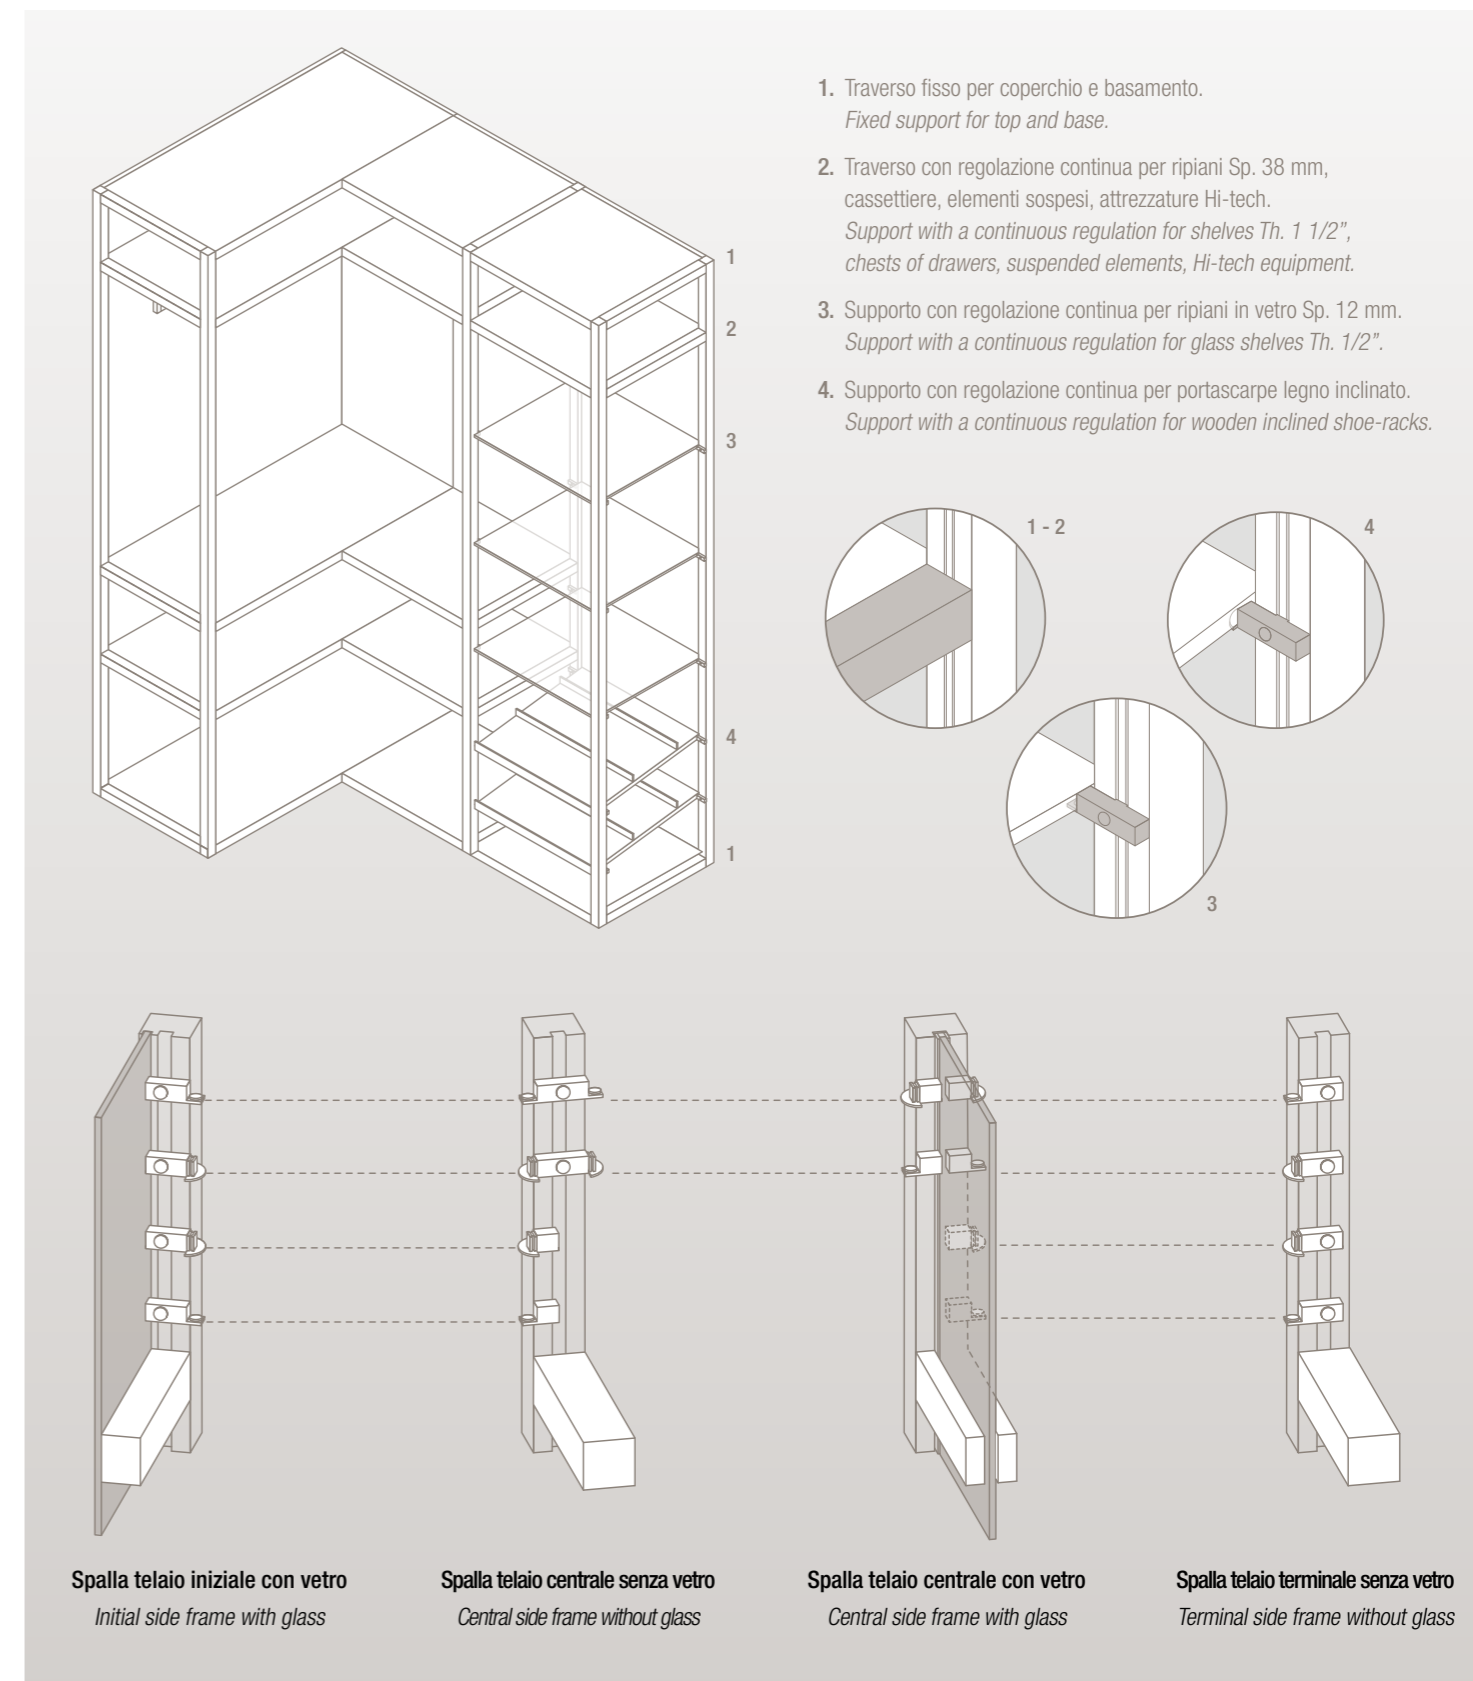 1. Traverso fisso per coperchio e basamento.
Fixed support for top and base.
2. Traverso con regolazione continua per ripiani Sp. 38 mm,
cassettiere, elementi sospesi, attrezzature Hi-tech.
Support with a continuous regulation for shelves Th. 1 1/2”,
chests of drawers, suspended elements, Hi-tech equipment.
3. Supporto con regolazione continua per ripiani in vetro Sp. 12 mm.
Support with a continuous regulation for glass shelves Th. 1/2”.
4. Supporto con regolazione continua per portascarpe legno inclinato.
Support with a continuous regulation for wooden inclined shoe-racks.
1
2
3
4
1
1 - 2
4
3
Spalla telaio iniziale con vetro
Initial side frame with glass
Spalla telaio centrale senza vetro
Central side frame without glass
Spalla telaio centrale con vetro
Central side frame with glass
Spalla telaio terminale senza vetro
Terminal side frame without glass